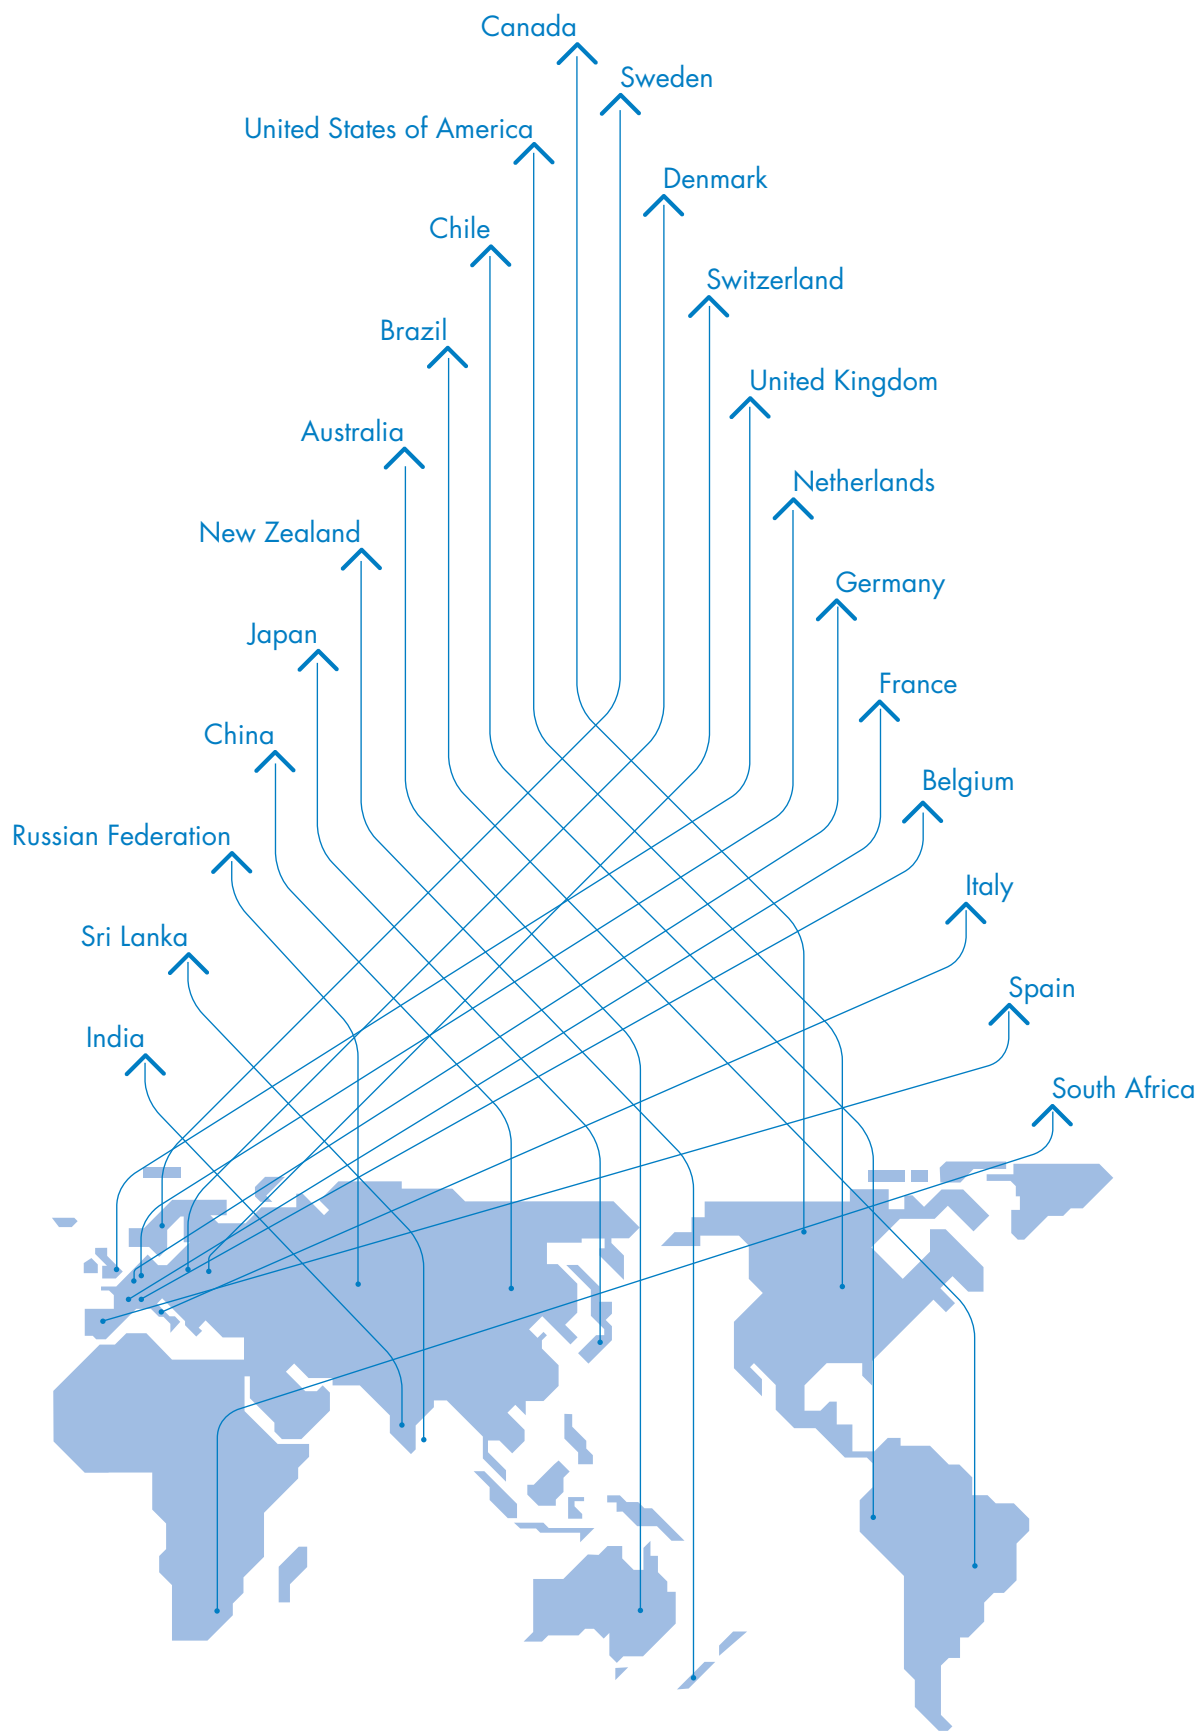 Canada
Sweden
United States of America
Denmark
Chile
Switzerland
Brazil
United Kingdom
Australia
Netherlands
New Zealand
Germany
Japan
France
China
Belgium
Russian Federation
Italy
Sri Lanka
Spain
India
South Africa